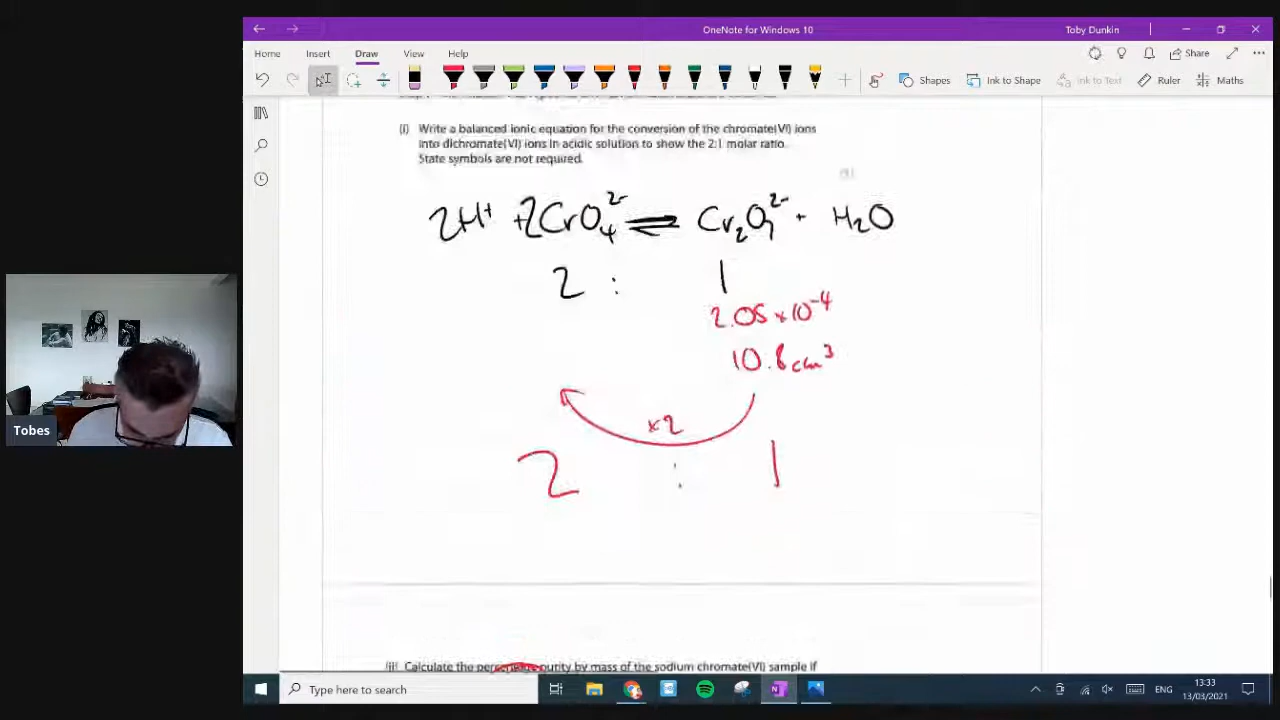 OneNote for Windows 10
Toby Dunkin
Home Insert Draw View Help
Share
Shapes Ink to Shape Ink to Text Ruler Maths
(i) Write a balanced ionic equation for the conversion of the chromate(VI) ions
into dichromate(VI) ions in acidic solution to show the 2:1 molar ratio.
State symbols are not required.
2H⁺ + 2CrO₄²⁻ ⇌ Cr₂O₇²⁻ + H₂O
2 : 1
2.05 × 10⁻⁴
10.8 cm³
×2
2 : 1
Tobes
(ii) Calculate the percentage purity by mass of the sodium chromate(VI) sample if
Type here to search
ENG
13:33
13/03/2021